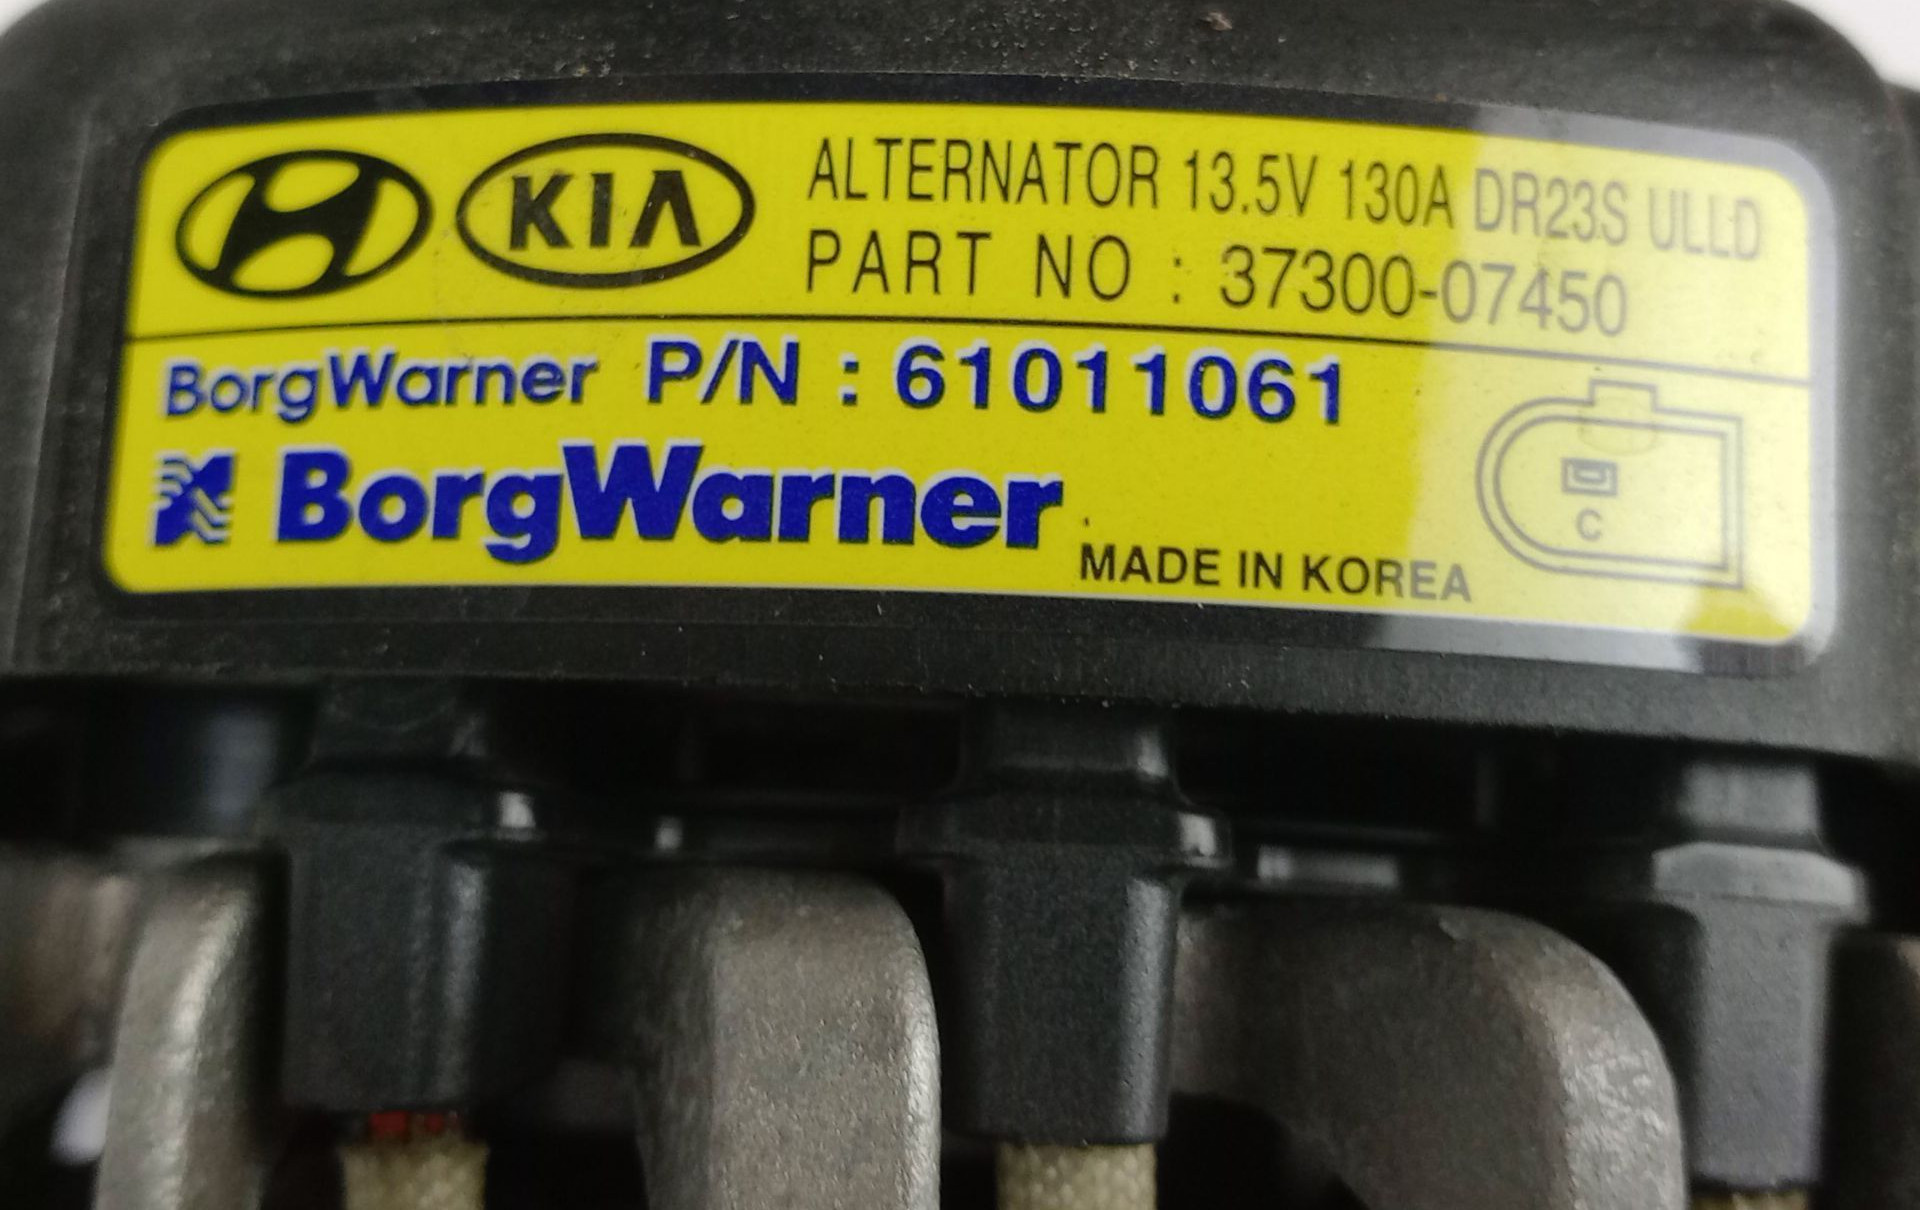 KIA
ALTERNATOR 13.5V 130A DR23S ULLD
PART NO : 37300-07450
BorgWarner P/N : 61011061
BorgWarner
MADE IN KOREA
C